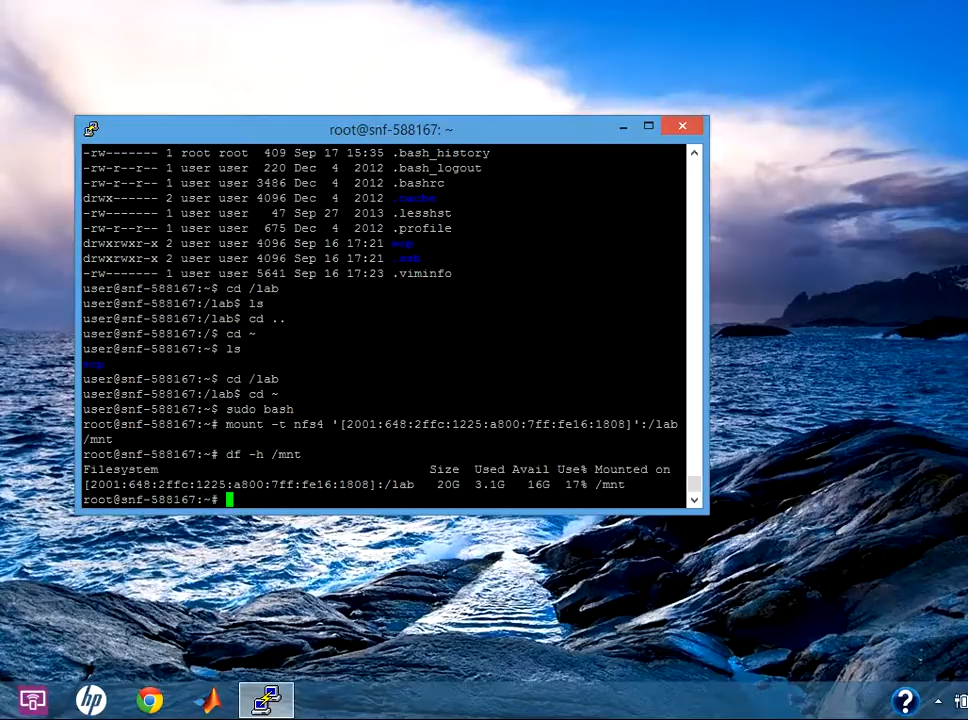 root@snf-588167: ~
-rw------- 1 root root  409 Sep 17 15:35 .bash_history
-rw-r--r-- 1 user user  220 Dec  4  2012 .bash_logout
-rw-r--r-- 1 user user 3486 Dec  4  2012 .bashrc
drwx------ 2 user user 4096 Dec  4  2012 .cache
-rw------- 1 user user   47 Sep 27  2013 .lesshst
-rw-r--r-- 1 user user  675 Dec  4  2012 .profile
drwxrwxr-x 2 user user 4096 Sep 16 17:21
drwxrwxr-x 2 user user 4096 Sep 16 17:21 .ssh
-rw------- 1 user user 5641 Sep 16 17:23 .viminfo
user@snf-588167:~$ cd /lab
user@snf-588167:/lab$ ls
user@snf-588167:/lab$ cd ..
user@snf-588167:/$ cd ~
user@snf-588167:~$ ls
user@snf-588167:~$ cd /lab
user@snf-588167:/lab$ cd ~
user@snf-588167:~$ sudo bash
root@snf-588167:~# mount -t nfs4 '[2001:648:2ffc:1225:a800:7ff:fe16:1808]':/lab
/mnt
root@snf-588167:~# df -h /mnt
Filesystem                                    Size  Used Avail Use% Mounted on
[2001:648:2ffc:1225:a800:7ff:fe16:1808]:/lab   20G  3.1G   16G  17% /mnt
root@snf-588167:~#
hp
?